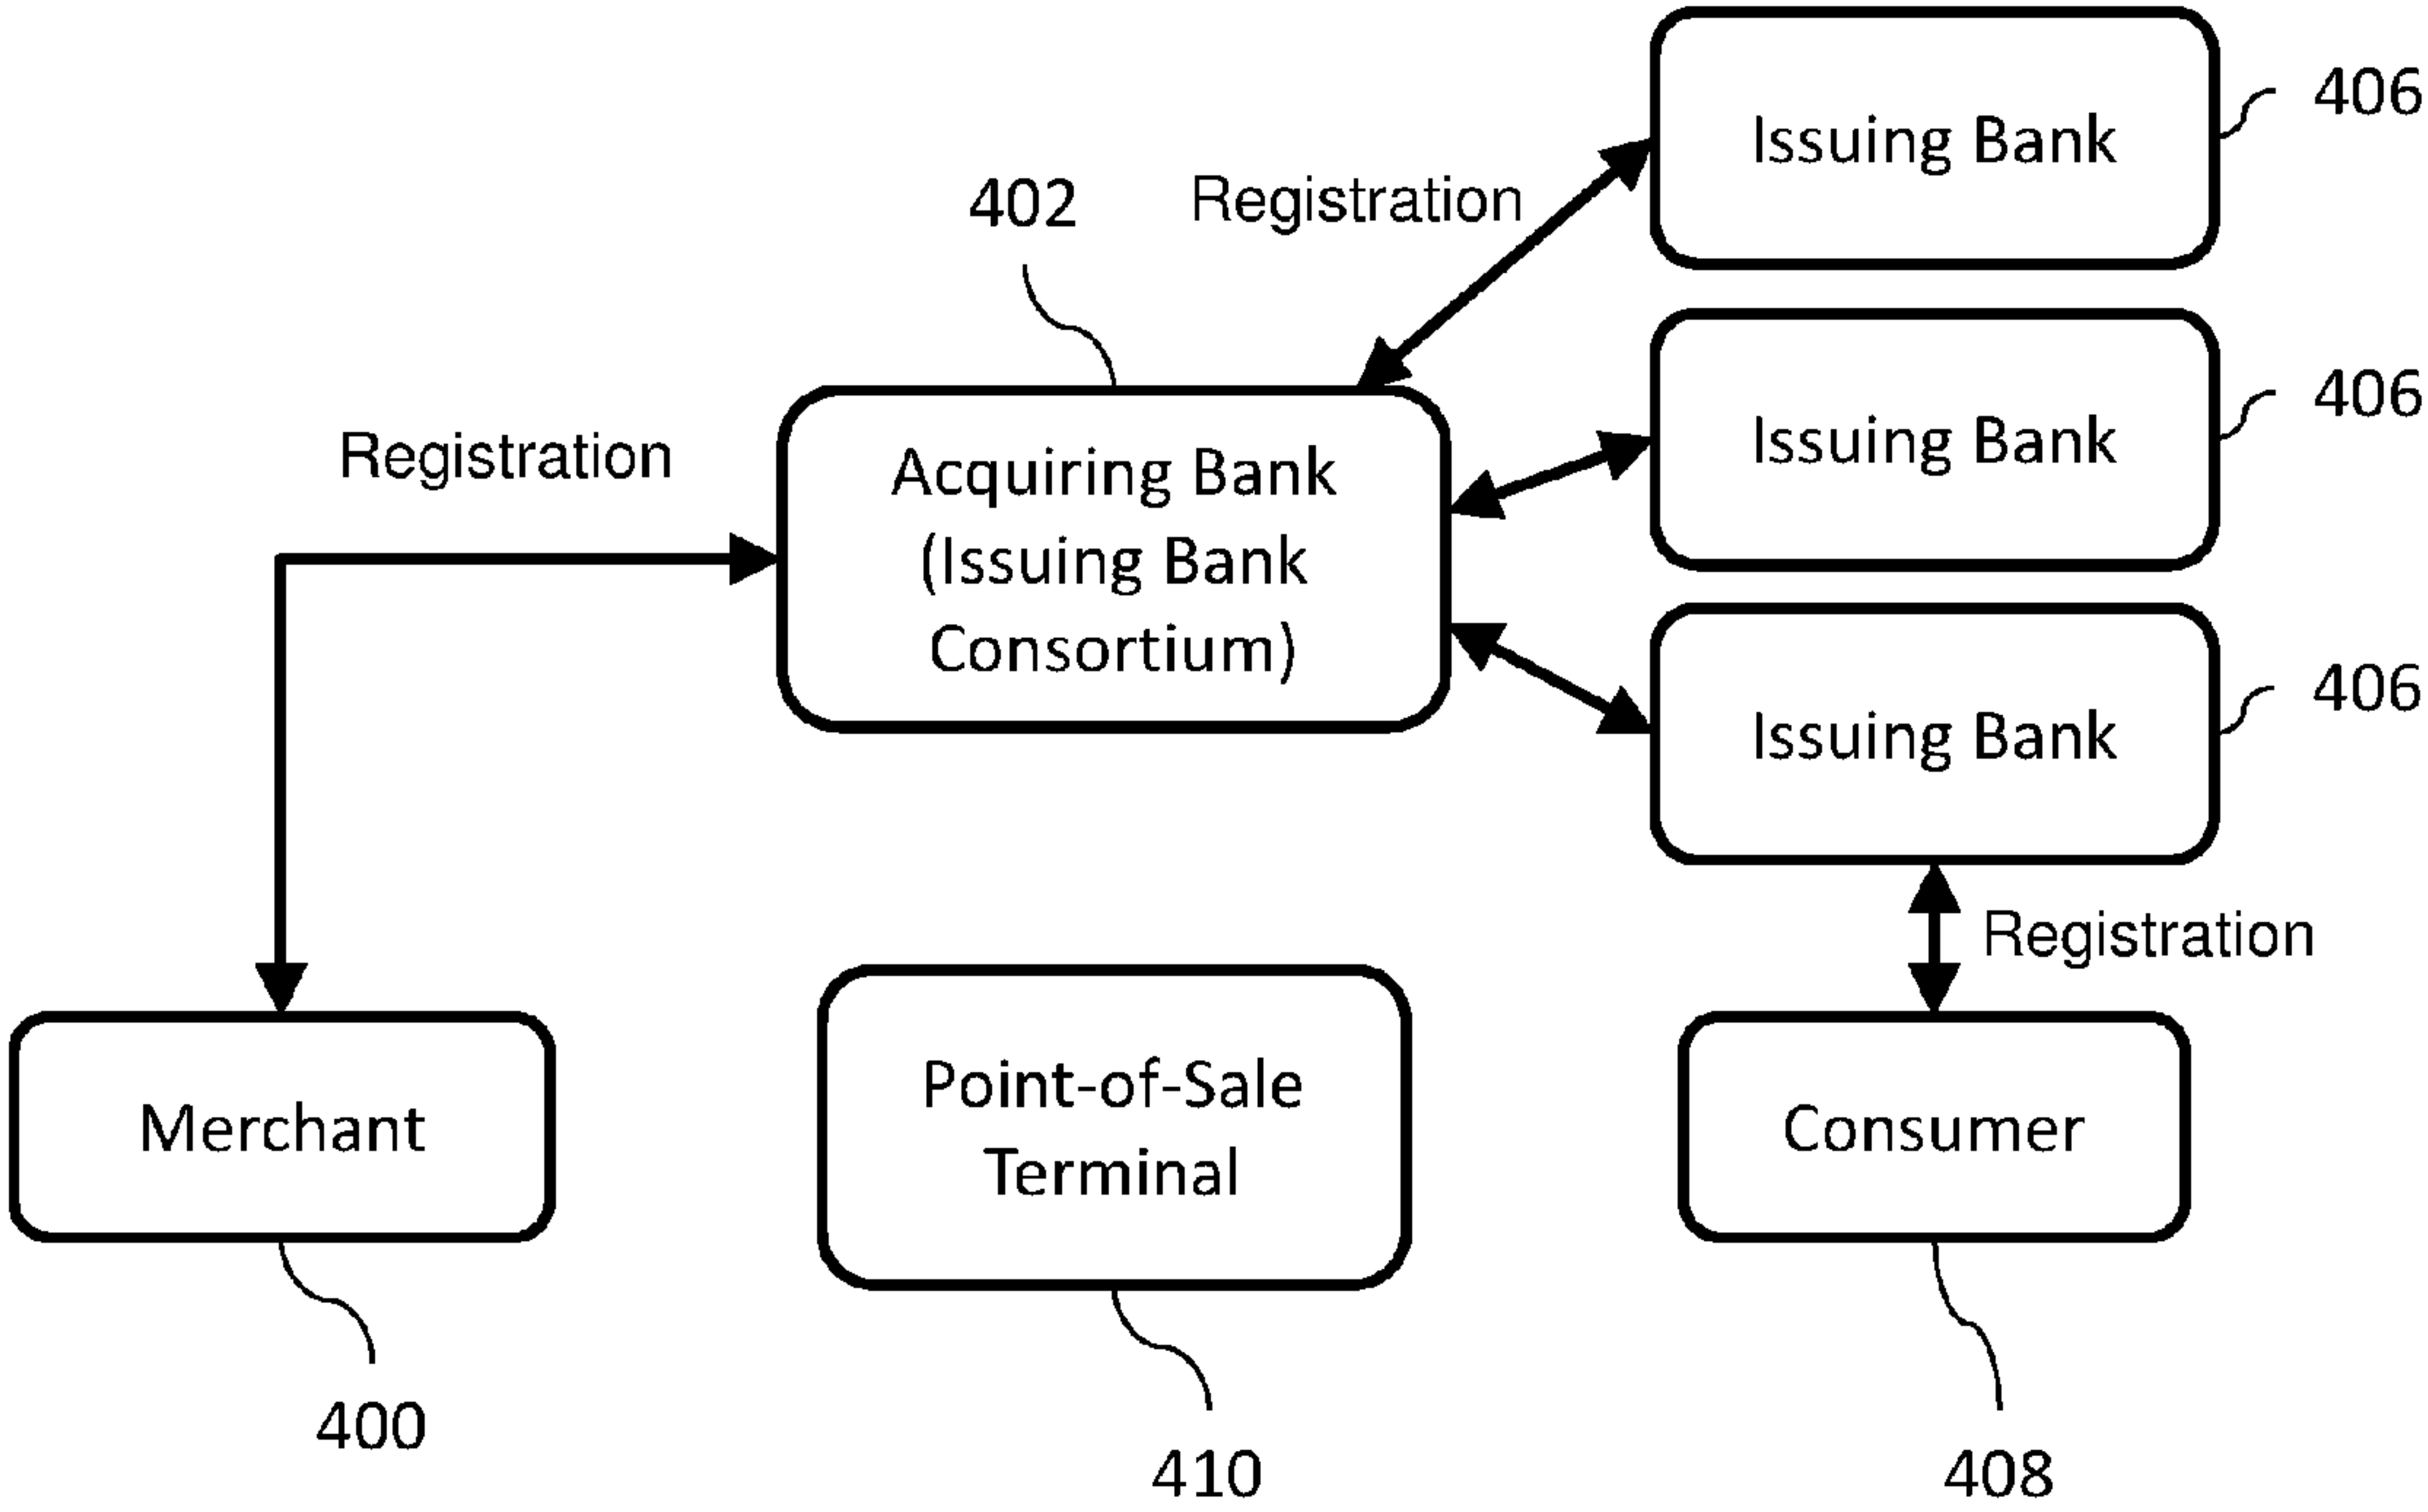 406
Issuing Bank
402
Registration
406
Issuing Bank
Registration
Acquiring Bank
(Issuing Bank
Consortium)
406
Issuing Bank
Registration
Merchant
Point-of-Sale
Terminal
Consumer
400
410
408